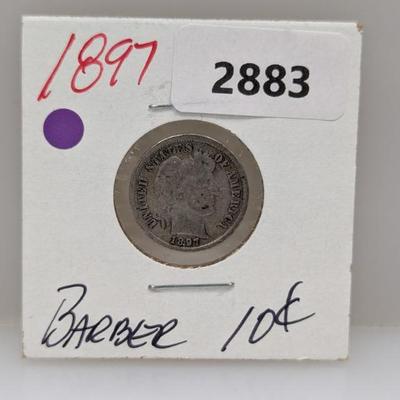 1897
2883
UNITED STATES OF AMERICA
1897
BARBER 10¢